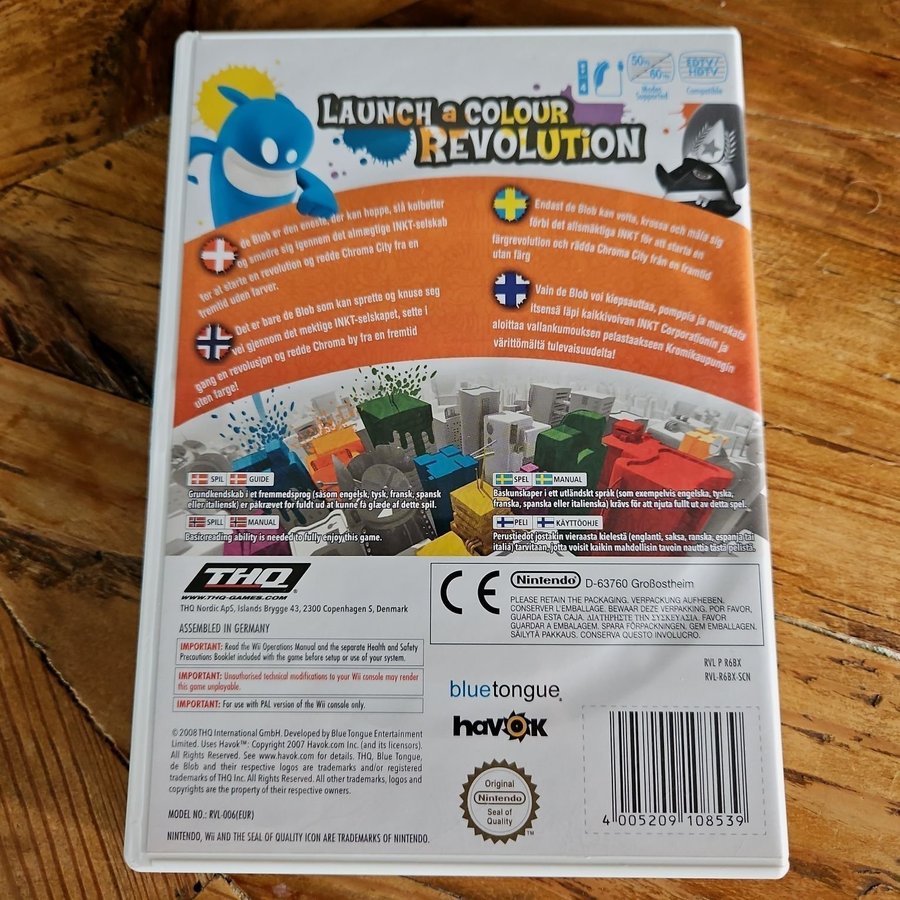 LAUNCH a COLOUR
REVOLUTION
50Hz
60Hz
EDTV/
HDTV
Modes
Supported
Compatible
de Blob er den eneste, der kan hoppe, slå kolbøtter
og smadre sig igennem det almægtige INKT-selskab
for at starte en revolution og redde Chroma City fra en
fremtid uden farver.
Det er bare de Blob som kan sprette og knuse seg
vei gjennom det mektige INKT-selskapet, sette i
gang en revolusjon og redde Chroma by fra en fremtid
uten farge!
Endast de Blob kan volta, krossa och måla sig
förbi det allsmäktiga INKT för att starta en
färgrevolution och rädda Chroma City från en framtid
utan färg
Vain de Blob voi kiepsauttaa, pomppia ja murskata
itsensä läpi kaikkivoivan INKT Corporationin ja
aloittaa vallankumouksen pelastaakseen Kromikaupungin
värittömältä tulevaisuudelta!
SPIL GUIDE
Grundkendskab i et fremmedsprog (såsom engelsk, tysk, fransk, spansk
eller italiensk) er påkrævet for fuldt ud at kunne få glæde af dette spil.
SPILL MANUAL
Basic reading ability is needed to fully enjoy this game.
SPEL MANUAL
Baskunskaper i ett utländskt språk (som exempelvis engelska, tyska,
franska, spanska eller italienska) krävs för att njuta fullt ut av detta spel.
PELI KÄYTTÖOHJE
Perustiedot jostakin vieraasta kielestä (englanti, saksa, ranska, espanja tai
italia) tarvitaan, jotta voisit kaikin mahdollisin tavoin nauttia tästä pelistä.
THQ
WWW.THQ-GAMES.COM
THQ Nordic ApS, Islands Brygge 43, 2300 Copenhagen S, Denmark
ASSEMBLED IN GERMANY
IMPORTANT: Read the Wii Operations Manual and the separate Health and Safety
Precautions Booklet included with the game before setup or use of your system.
IMPORTANT: Unauthorised technical modifications to your Wii console may render
this game unplayable.
IMPORTANT: For use with PAL version of the Wii console only.
© 2008 THQ International GmbH. Developed by Blue Tongue Entertainment
Limited. Uses Havok™: Copyright 2007 Havok.com Inc. (and its licensors).
All Rights Reserved. See www.havok.com for details. THQ, Blue Tongue,
de Blob and their respective logos are trademarks and/or registered
trademarks of THQ Inc. All Rights Reserved. All other trademarks, logos and
copyrights are the property of their respective owners.
MODEL NO.: RVL-006(EUR)
NINTENDO, Wii AND THE SEAL OF QUALITY ICON ARE TRADEMARKS OF NINTENDO.
CE Nintendo D-63760 Großostheim
PLEASE RETAIN THE PACKAGING. VERPACKUNG AUFHEBEN.
CONSERVER L'EMBALLAGE. BEWAAR DEZE VERPAKKING. POR FAVOR,
GUARDA ESTA CAJA. ΔΙΑΤΗΡΗΣΤΕ ΤΗΝ ΣΥΣΚΕΥΑΣΙΑ. FAVOR
GUARDAR A EMBALAGEM. SPARA FÖRPACKNINGEN. GEM EMBALLAGEN.
SÄILYTÄ PAKKAUS. CONSERVA QUESTO INVOLUCRO.
RVL P R6BX
RVL-R6BX-SCN
bluetongue
havOK
Original
Nintendo
Seal of
Quality
TM
4 005209 108539